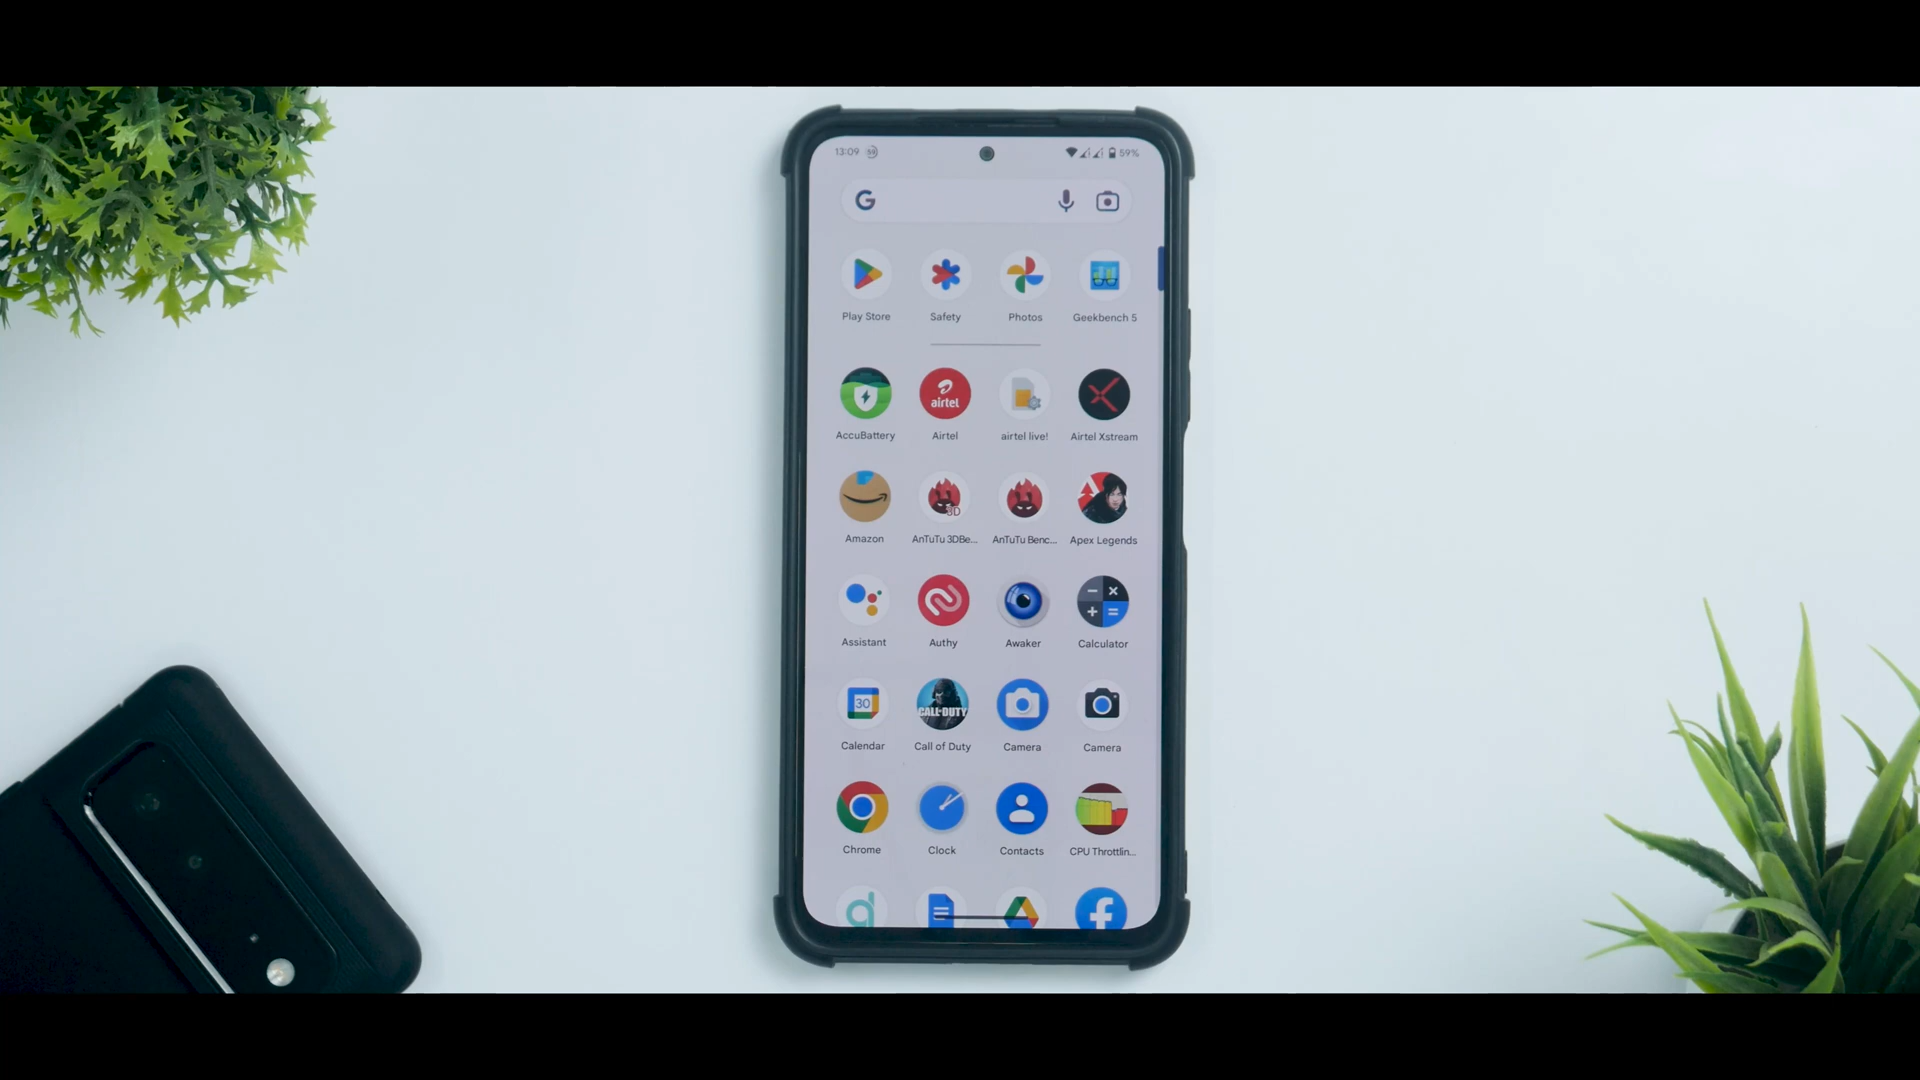 13:09 59%
G
Play Store Safety Photos Geekbench 5
airtel
AccuBattery Airtel airtel live! Airtel Xstream
3D
Amazon AnTuTu 3DBe... AnTuTu Benc... Apex Legends
Assistant Authy Awaker Calculator
30 CALL·DUTY
Calendar Call of Duty Camera Camera
Chrome Clock Contacts CPU Throttlin...